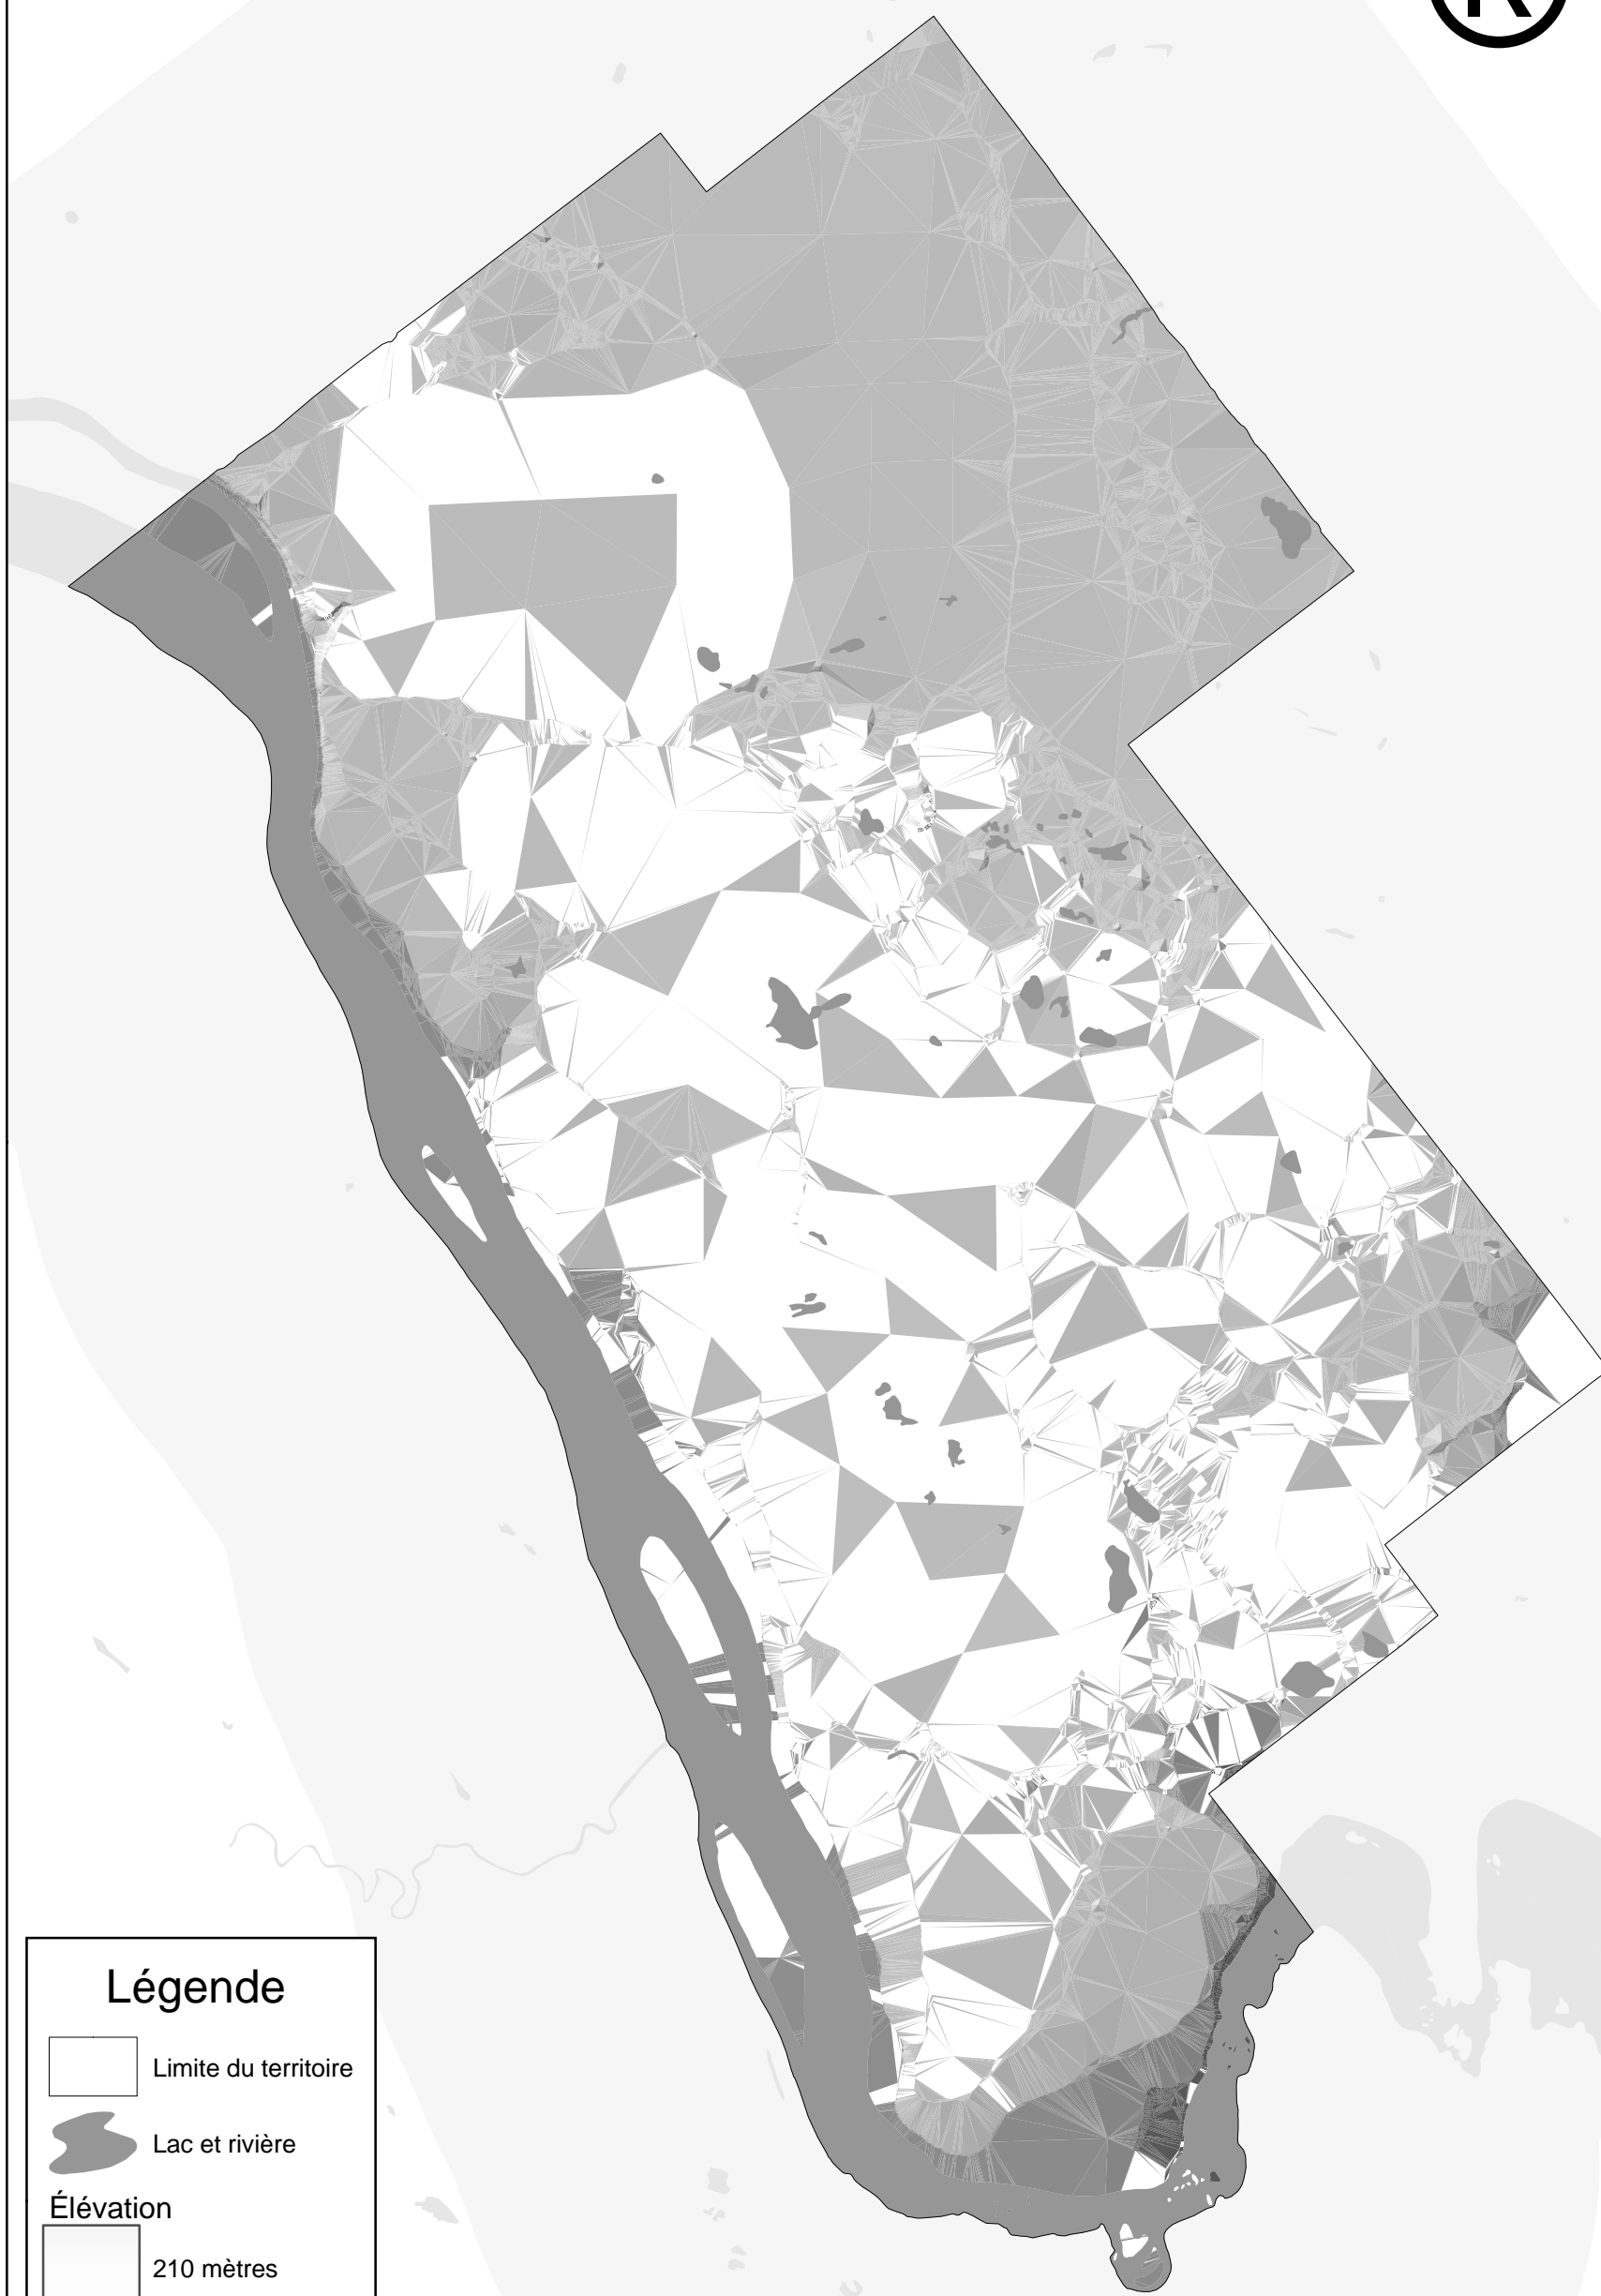 R
Légende
Limite du territoire
Lac et rivière
Élévation
210 mètres